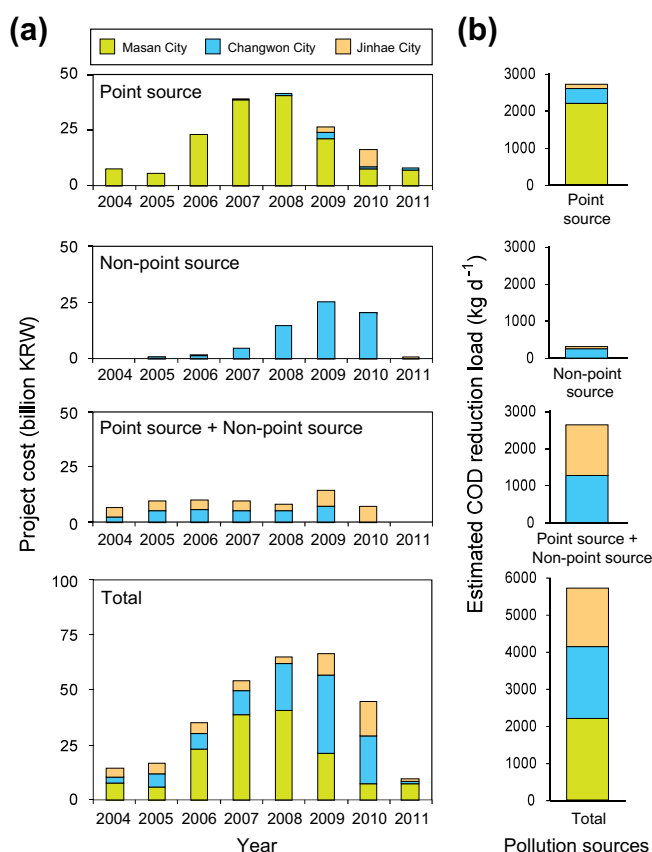 (a)
(b)
Masan City Changwon City Jinhae City
Project cost (billion KRW)
Point source
50
25
0
2004 2005 2006 2007 2008 2009 2010 2011
Non-point source
50
25
0
2004 2005 2006 2007 2008 2009 2010 2011
Point source + Non-point source
50
25
0
2004 2005 2006 2007 2008 2009 2010 2011
Total
100
75
50
25
0
2004 2005 2006 2007 2008 2009 2010 2011
Year
Estimated COD reduction load (kg d⁻¹)
3000
2000
1000
0
Point
source
3000
2000
1000
0
Non-point
source
3000
2000
1000
0
Point source +
Non-point source
6000
5000
4000
3000
2000
1000
0
Total
Pollution sources